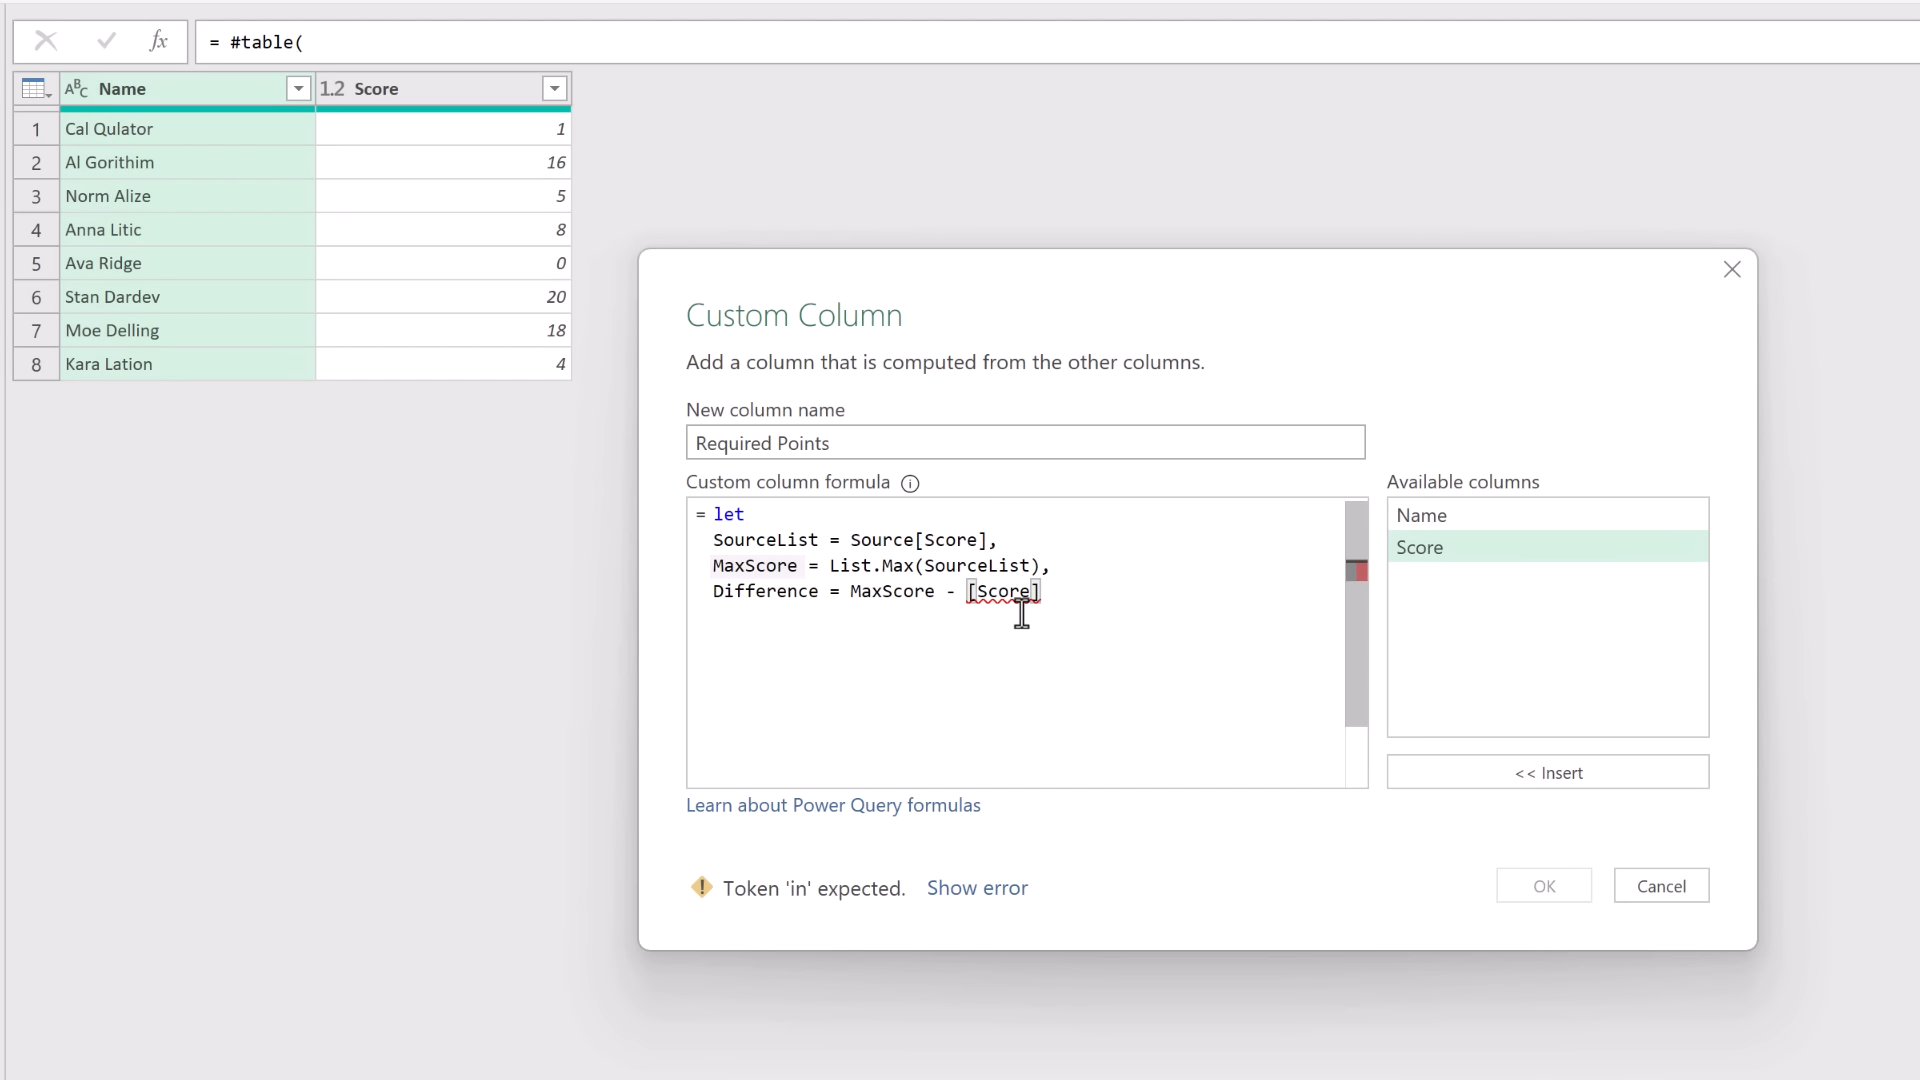 fx = #table(
ABC Name 1.2 Score
1 Cal Qulator 1
2 Al Gorithim 16
3 Norm Alize 5
4 Anna Litic 8
5 Ava Ridge 0
6 Stan Dardev 20
7 Moe Delling 18
8 Kara Lation 4
Custom Column
Add a column that is computed from the other columns.
New column name
Required Points
Custom column formula
= let
SourceList = Source[Score],
MaxScore = List.Max(SourceList),
Difference = MaxScore - [Score]
Available columns
Name
Score
<< Insert
Learn about Power Query formulas
Token 'in' expected. Show error
OK Cancel